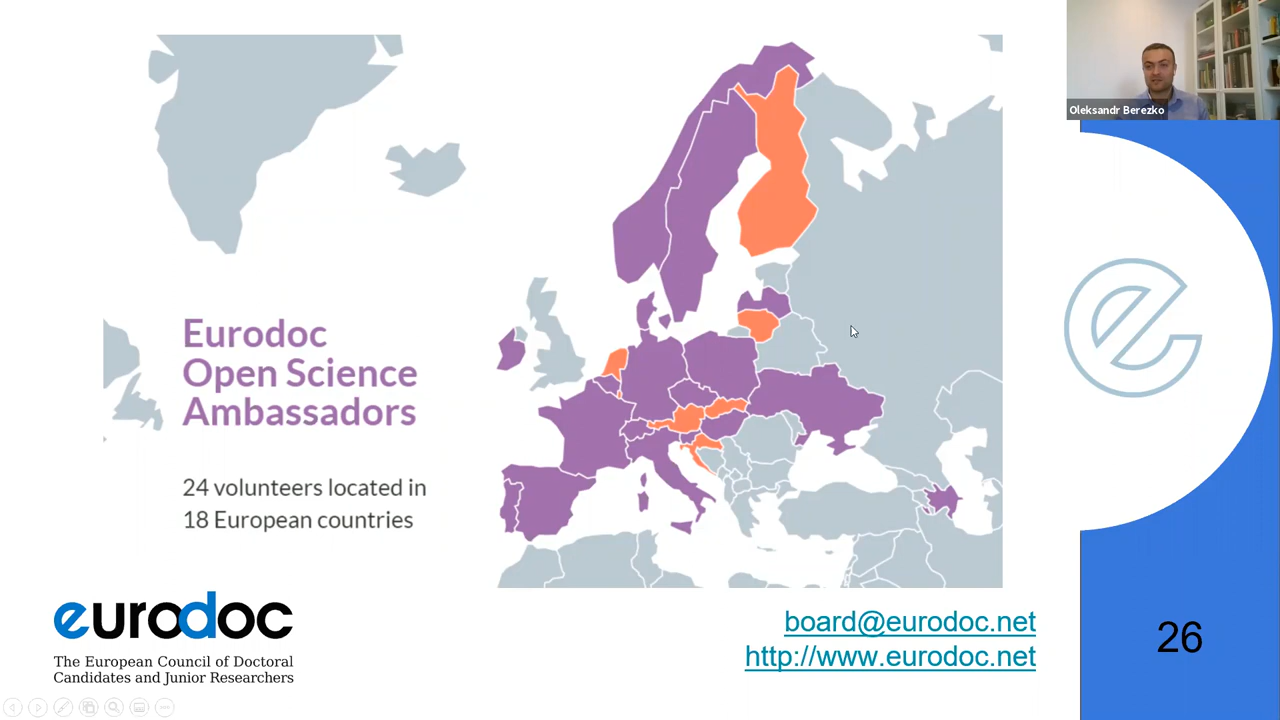 Oleksandr Berezko
Eurodoc
Open Science
Ambassadors
24 volunteers located in
18 European countries
eurodoc
The European Council of Doctoral
Candidates and Junior Researchers
board@eurodoc.net
http://www.eurodoc.net
26